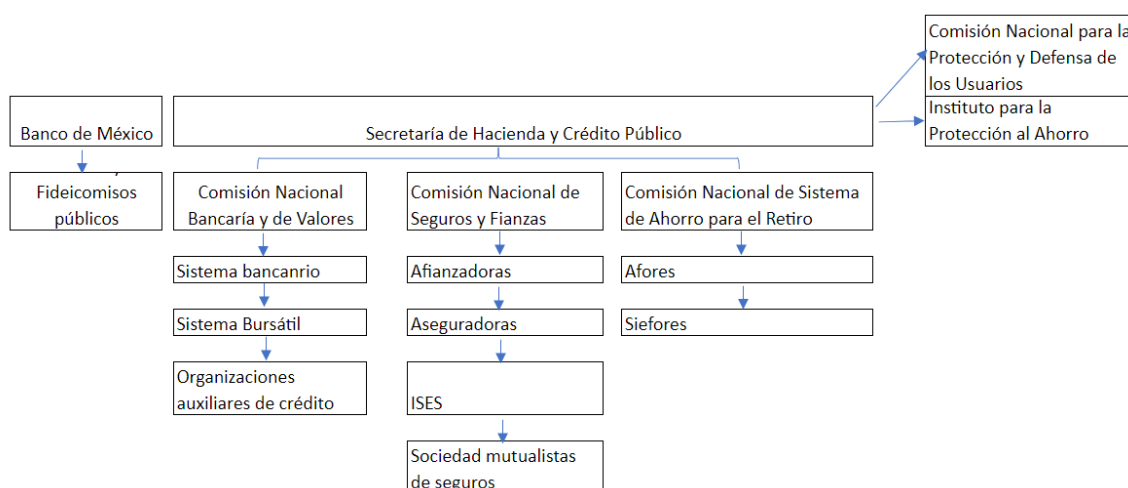 Comisión Nacional para la
Protección y Defensa de
los Usuarios
Instituto para la
Protección al Ahorro
Banco de México
Secretaría de Hacienda y Crédito Público
Fideicomisos
públicos
Comisión Nacional
Bancaría y de Valores
Comisión Nacional de
Seguros y Fianzas
Comisión Nacional de Sistema
de Ahorro para el Retiro
Sistema bancanrio
Afianzadoras
Afores
Sistema Bursátil
Aseguradoras
Siefores
Organizaciones
auxiliares de crédito
ISES
Sociedad mutualistas
de seguros